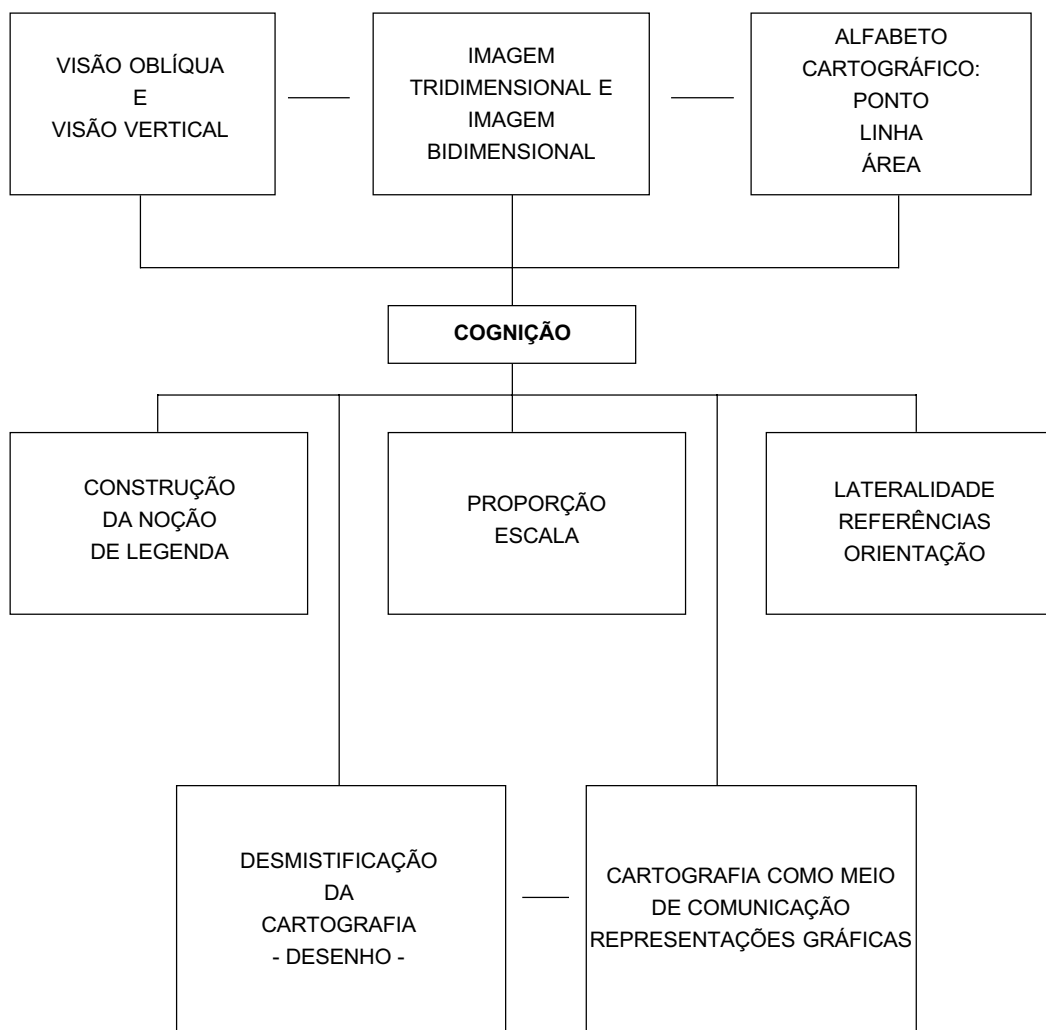 VISÃO OBLÍQUA
E
VISÃO VERTICAL
IMAGEM
TRIDIMENSIONAL E
IMAGEM
BIDIMENSIONAL
ALFABETO
CARTOGRÁFICO:
PONTO
LINHA
ÁREA
COGNIÇÃO
CONSTRUÇÃO
DA NOÇÃO
DE LEGENDA
PROPORÇÃO
ESCALA
LATERALIDADE
REFERÊNCIAS
ORIENTAÇÃO
DESMISTIFICAÇÃO
DA
CARTOGRAFIA
- DESENHO -
CARTOGRAFIA COMO MEIO
DE COMUNICAÇÃO
REPRESENTAÇÕES GRÁFICAS